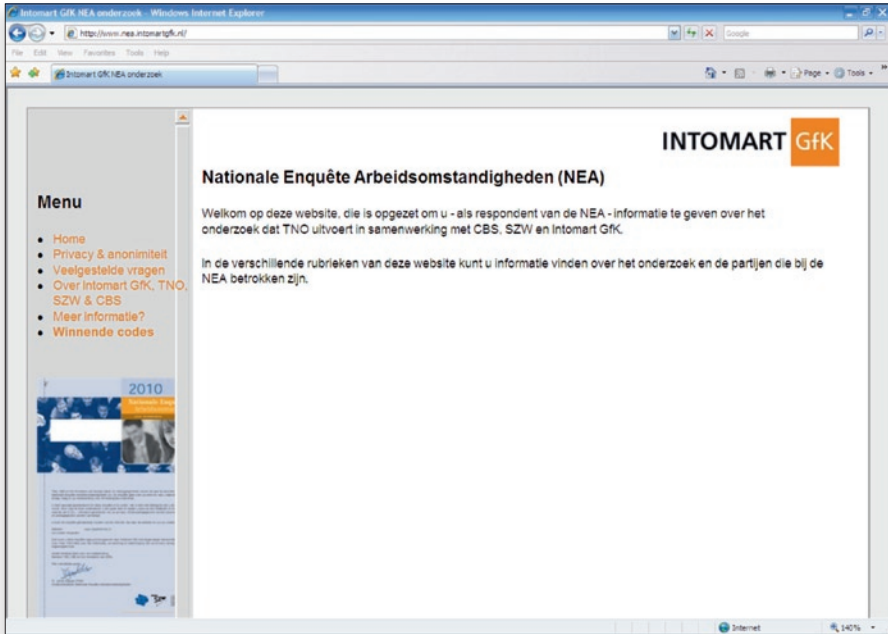 Intomart GfK NEA onderzoek - Windows Internet Explorer
http://www.nea.intomartgfk.nl/
Google
File Edit View Favorites Tools Help
Intomart GfK NEA onderzoek
Page
Tools
INTOMART GfK
Menu
Home
Privacy & anonimiteit
Veelgestelde vragen
Over Intomart GfK, TNO,
SZW & CBS
Meer informatie?
Winnende codes
2010
Nationale Enquête Arbeidsomstandigheden (NEA)
Welkom op deze website, die is opgezet om u - als respondent van de NEA - informatie te geven over het
onderzoek dat TNO uitvoert in samenwerking met CBS, SZW en Intomart GfK.
In de verschillende rubrieken van deze website kunt u informatie vinden over het onderzoek en de partijen die bij de
NEA betrokken zijn.
Internet
140%